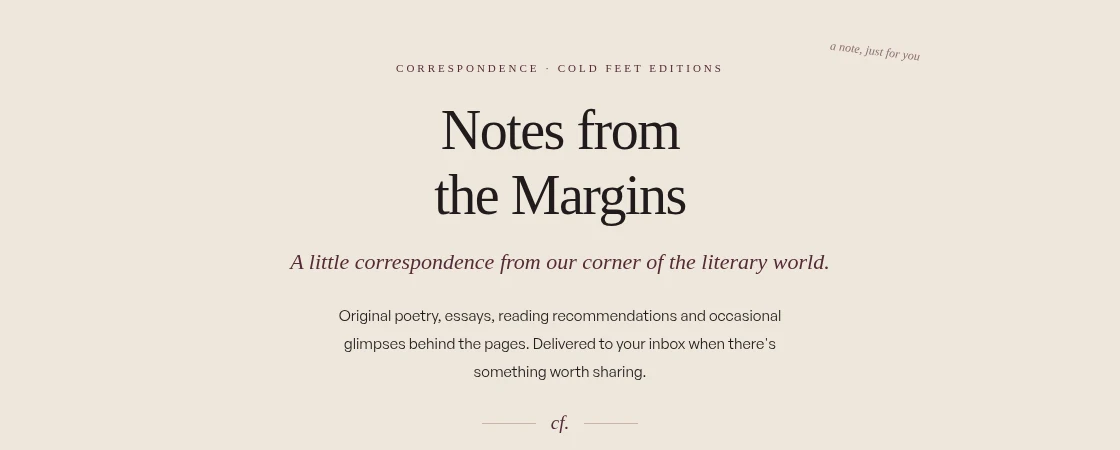 a note, just for you
CORRESPONDENCE · COLD FEET EDITIONS
Notes from
the Margins
A little correspondence from our corner of the literary world.
Original poetry, essays, reading recommendations and occasional
glimpses behind the pages. Delivered to your inbox when there's
something worth sharing.
cf.